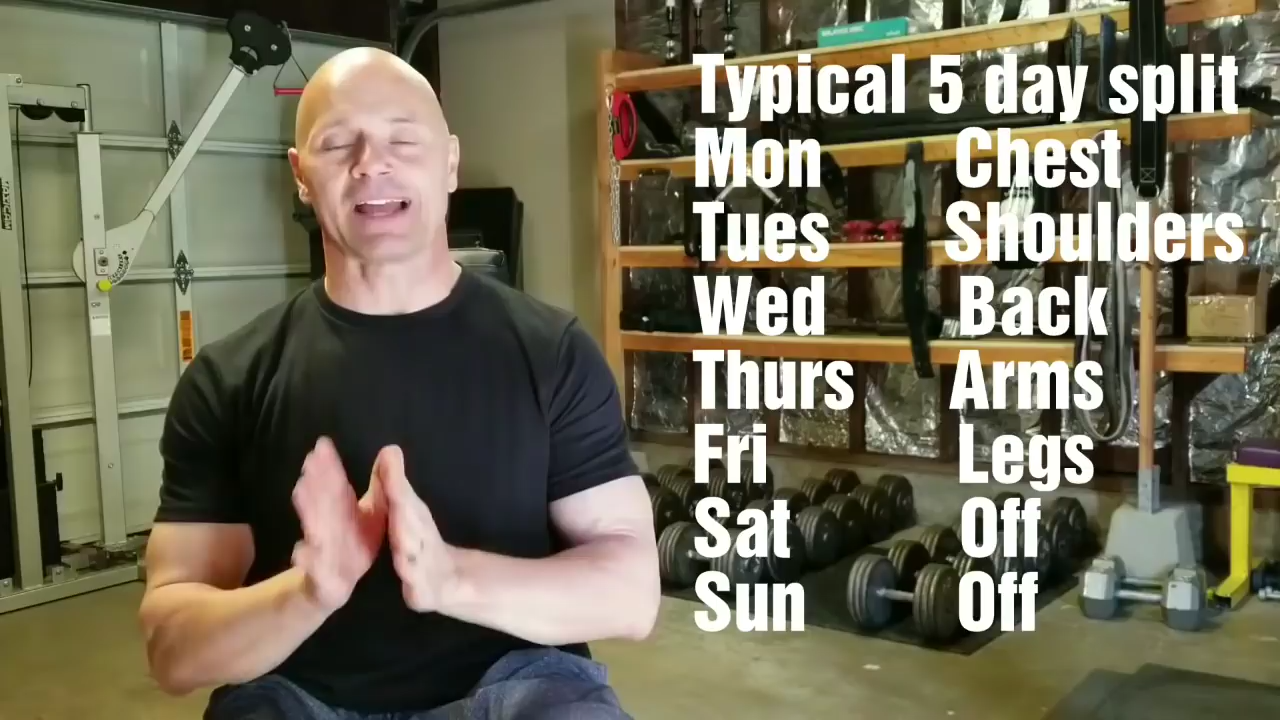 Typical 5 day split
Mon Chest
Tues Shoulders
Wed Back
Thurs Arms
Fri Legs
Sat Off
Sun Off